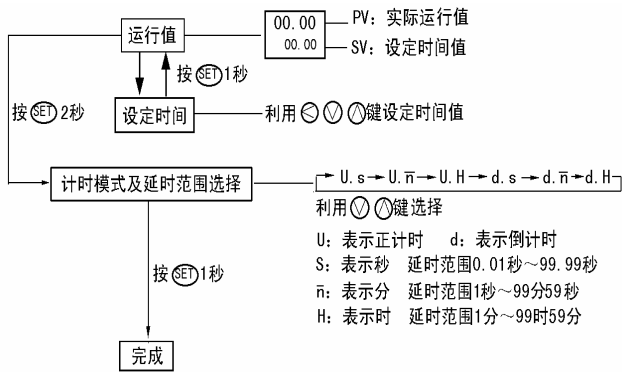 运行值
00.00
00.00
PV：实际运行值
SV：设定时间值
按SET1秒
按SET2秒
设定时间
利用<∨∧键设定时间值
计时模式及延时范围选择
U.s U.n̅ U.H d.s d.n̅ d.H
利用∨∧键选择
U：表示正计时 d：表示倒计时
S：表示秒 延时范围0.01秒～99.99秒
n̅：表示分 延时范围1秒～99分59秒
H：表示时 延时范围1分～99时59分
按SET1秒
完成